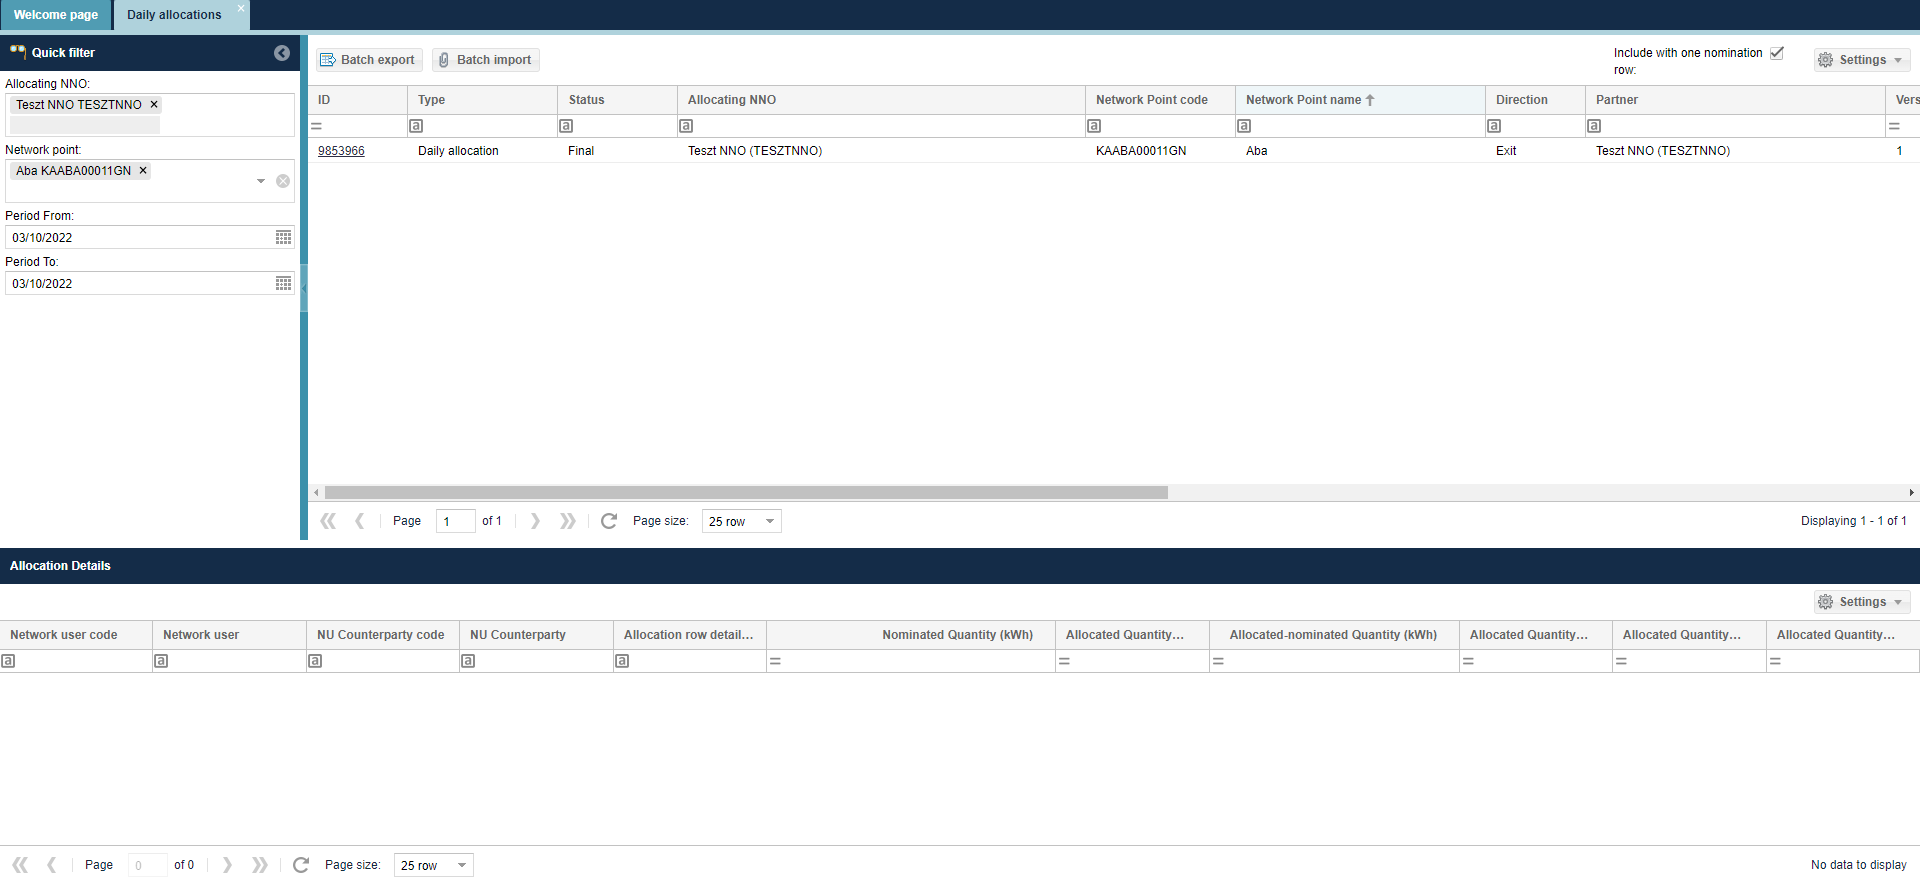 Welcome page
Daily allocations
Quick filter
Allocating NNO:
Teszt NNO TESZTNNO
Network point:
Aba KAABA00011GN
Period From:
03/10/2022
Period To:
03/10/2022
Batch export
Batch import
Include with one nomination
row:
Settings
ID Type Status Allocating NNO Network Point code Network Point name Direction Partner Vers
9853966 Daily allocation Final Teszt NNO (TESZTNNO) KAABA00011GN Aba Exit Teszt NNO (TESZTNNO) 1
Page 1 of 1 Page size: 25 row Displaying 1 - 1 of 1
Allocation Details
Settings
Network user code Network user NU Counterparty code NU Counterparty Allocation row detail... Nominated Quantity (kWh) Allocated Quantity... Allocated-nominated Quantity (kWh) Allocated Quantity... Allocated Quantity... Allocated Quantity...
Page 0 of 0 Page size: 25 row No data to display